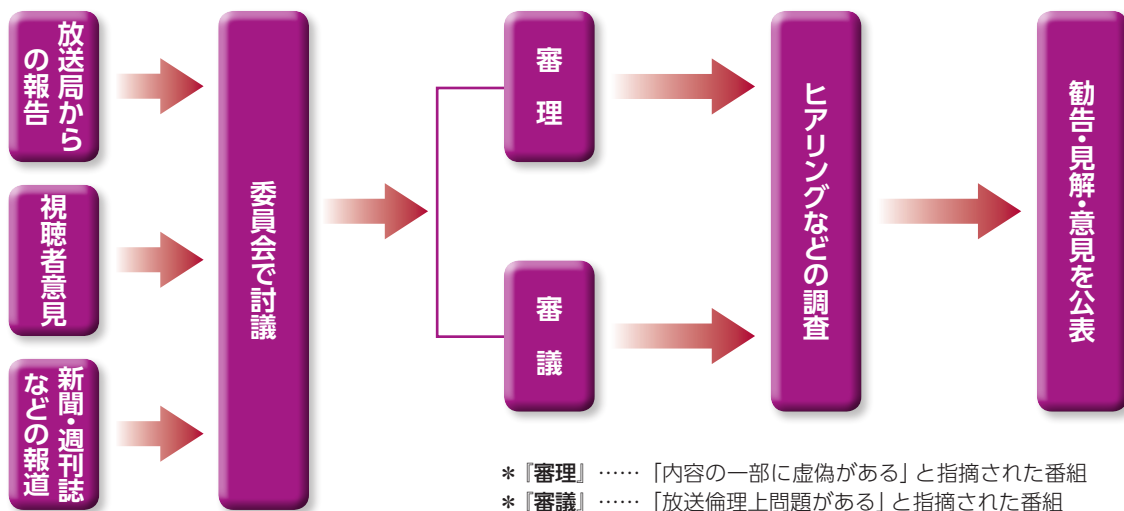 放送局から
の報告
視聴者意見
新聞・週刊誌
などの報道
委員会で討議
審理
審議
ヒアリングなどの調査
勧告・見解・意見を公表
＊『審理』……「内容の一部に虚偽がある」と指摘された番組
＊『審議』……「放送倫理上問題がある」と指摘された番組